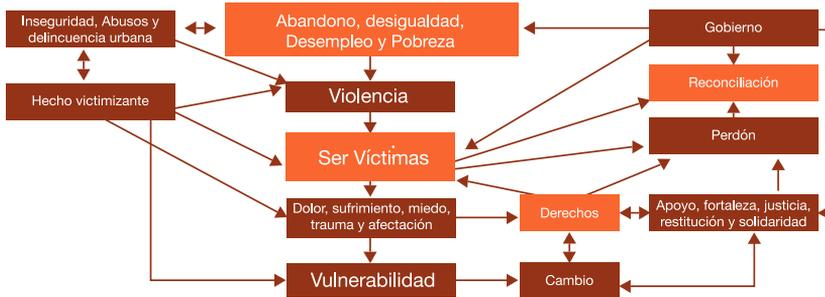 Inseguridad, Abusos y
delincuencia urbana
Abandono, desigualdad,
Desempleo y Pobreza
Gobierno
Reconciliación
Hecho victimizante
Violencia
Perdón
Ser Víctimas
Dolor, sufrimiento, miedo,
trauma y afectación
Derechos
Apoyo, fortaleza, justicia,
restitución y solidaridad
Vulnerabilidad
Cambio